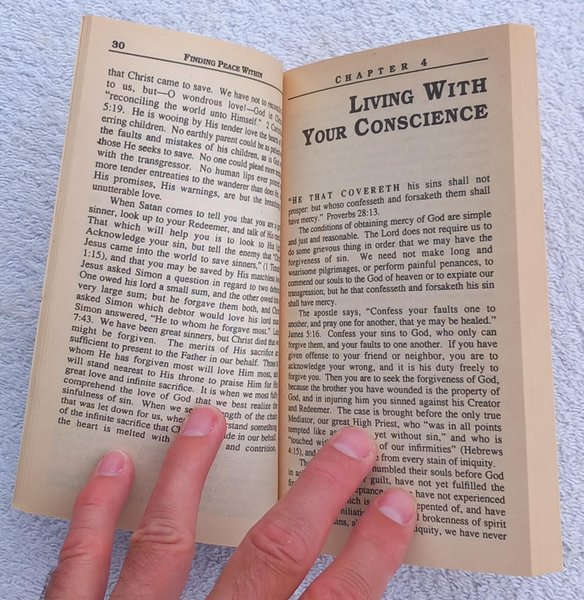 30
FINDING PEACE WITHIN
that Christ came to save. We have not to
to us, but—O wondrous love!—God in
"reconciling the world unto Himself." 2
5:19. He is wooing by His tender love the hearts
erring children. No earthly parent could be as
the faults and mistakes of his children, as is God
those He seeks to save. No one could plead more
with the transgressor. No human lips ever
more tender entreaties to the wanderer than does
His promises, His warnings, are but the
unutterable love.
When Satan comes to tell you that you are a
sinner, look up to your Redeemer, and talk of His
That which will help you is to look to His
Acknowledge your sin, but tell the enemy that
Jesus came into the world to save sinners," (1
1:15), and that you may be saved by His matchless
Jesus asked Simon a question in regard to two
One owed his lord a small sum, and the other owed
very large sum; but he forgave them both, and
asked Simon which debtor would love his lord
Simon answered, "He to whom he forgave most."
7:43. We have been great sinners, but Christ died that
might be forgiven. The merits of His sacrifice
sufficient to present to the Father in our behalf. Those
whom He has forgiven most will love Him most, and
will stand nearest to His throne to praise Him for His
great love and infinite sacrifice. It is when we most fully
comprehend the love of God that we best realize the
sinfulness of sin. When we see length of the chain
that was let down for us, when
of the infinite sacrifice that in our behalf,
the heart is melted with and contrition.
CHAPTER 4
LIVING WITH
YOUR CONSCIENCE
"HE THAT COVERETH his sins shall not
prosper: but whoso confesseth and forsaketh them shall
have mercy." Proverbs 28:13.
The conditions of obtaining mercy of God are simple
and just and reasonable. The Lord does not require us to
do some grievous thing in order that we may have the
forgiveness of sin. We need not make long and
wearisome pilgrimages, or perform painful penances, to
commend our souls to the God of heaven or to expiate our
transgression; but he that confesseth and forsaketh his sin
shall have mercy.
The apostle says, "Confess your faults one to
another, and pray one for another, that ye may be healed."
James 5:16. Confess your sins to God, who only can
forgive them, and your faults to one another. If you have
given offense to your friend or neighbor, you are to
acknowledge your wrong, and it is his duty freely to
forgive you. Then you are to seek the forgiveness of God,
because the brother you have wounded is the property of
God, and in injuring him you sinned against his Creator
and Redeemer. The case is brought before the only true
Mediator, our great High Priest, who "was in all points
tempted like yet without sin," and who is
"touched of our infirmities" (Hebrews
4:15), and from every stain of iniquity.
humbled their souls before God
in guilt, have not yet fulfilled the
have not experienced
repented of, and have
brokenness of spirit
iniquity, we have never